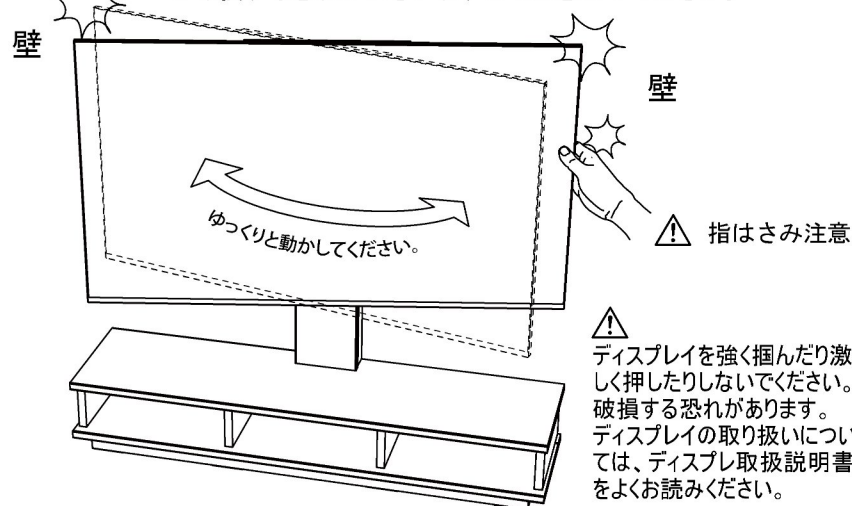 壁
壁
ゆっくりと動かしてください。
指はさみ注意
ディスプレイを強く掴んだり激
しく押したりしないでください。
破損する恐れがあります。
ディスプレイの取り扱いについ
ては、ディスプレ取扱説明書
をよくお読みください。